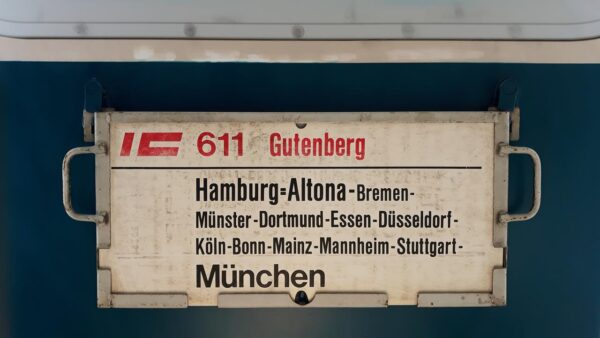 IC 611 Gutenberg
Hamburg=Altona-Bremen-
Münster-Dortmund-Essen-Düsseldorf-
Köln-Bonn-Mainz-Mannheim-Stuttgart-
München